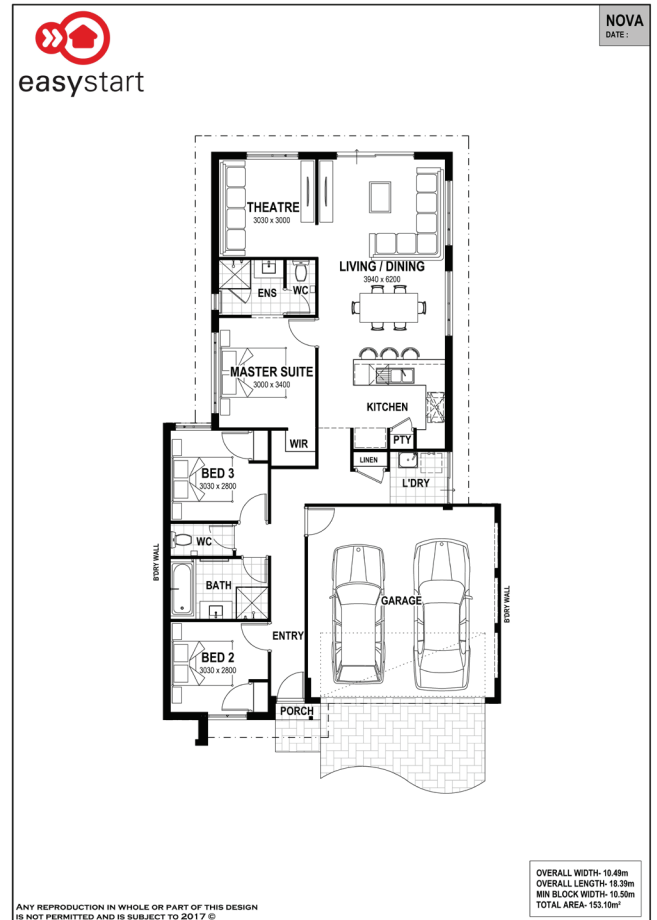 easystart
NOVA
DATE :
THEATRE
3030 x 3000
LIVING / DINING
3940 x 6200
ENS
WC
MASTER SUITE
3000 x 3400
KITCHEN
WIR
PTY
LINEN
L'DRY
BED 3
3030 x 2800
WC
B'DRY WALL
BATH
GARAGE
B'DRY WALL
ENTRY
BED 2
3030 x 2800
PORCH
OVERALL WIDTH- 10.49m
OVERALL LENGTH- 18.39m
MIN BLOCK WIDTH- 10.50m
TOTAL AREA- 153.10m²
ANY REPRODUCTION IN WHOLE OR PART OF THIS DESIGN
IS NOT PERMITTED AND IS SUBJECT TO 2017 ©